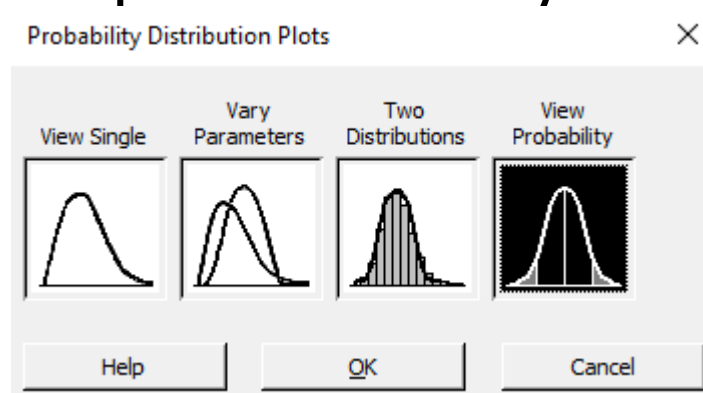 Probability Distribution Plots
View Single
Vary
Parameters
Two
Distributions
View
Probability
Help
OK
Cancel